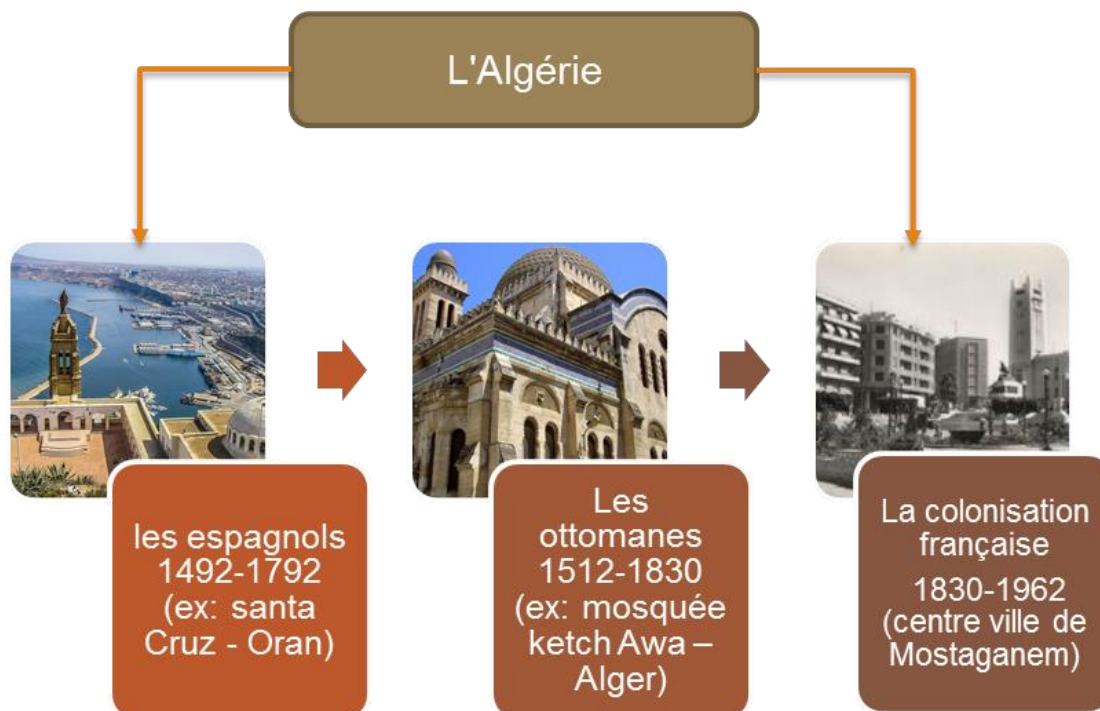 L'Algérie
les espagnols
1492-1792
(ex: santa
Cruz - Oran)
Les
ottomanes
1512-1830
(ex: mosquée
ketch Awa –
Alger)
La colonisation
française
1830-1962
(centre ville de
Mostaganem)